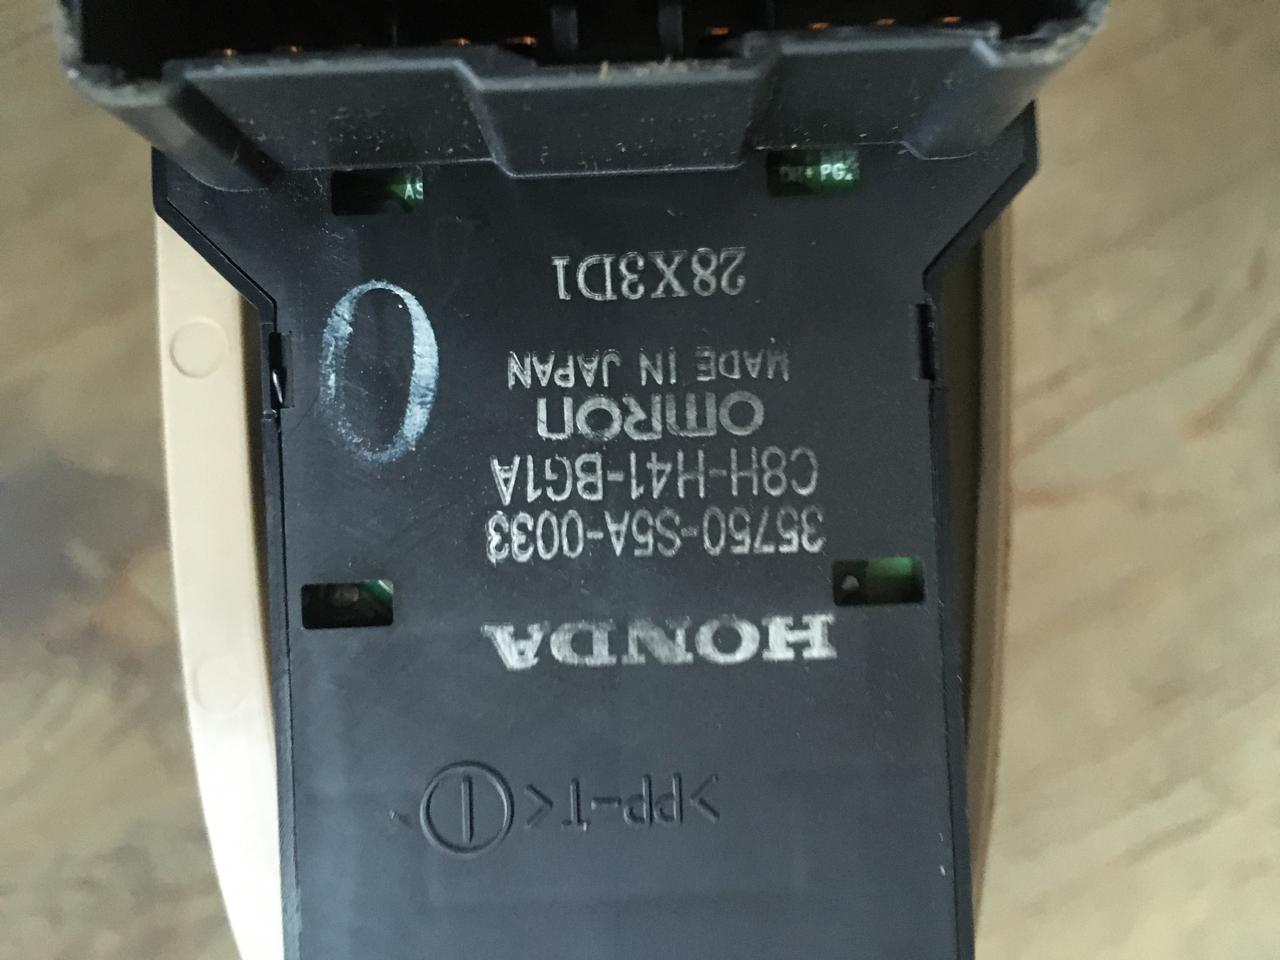 >PP-T<
HONDA
35750-S5A-0033
C8H-H41-BG1A
OMRON
MADE IN JAPAN
28X3D1
0
AS
PG